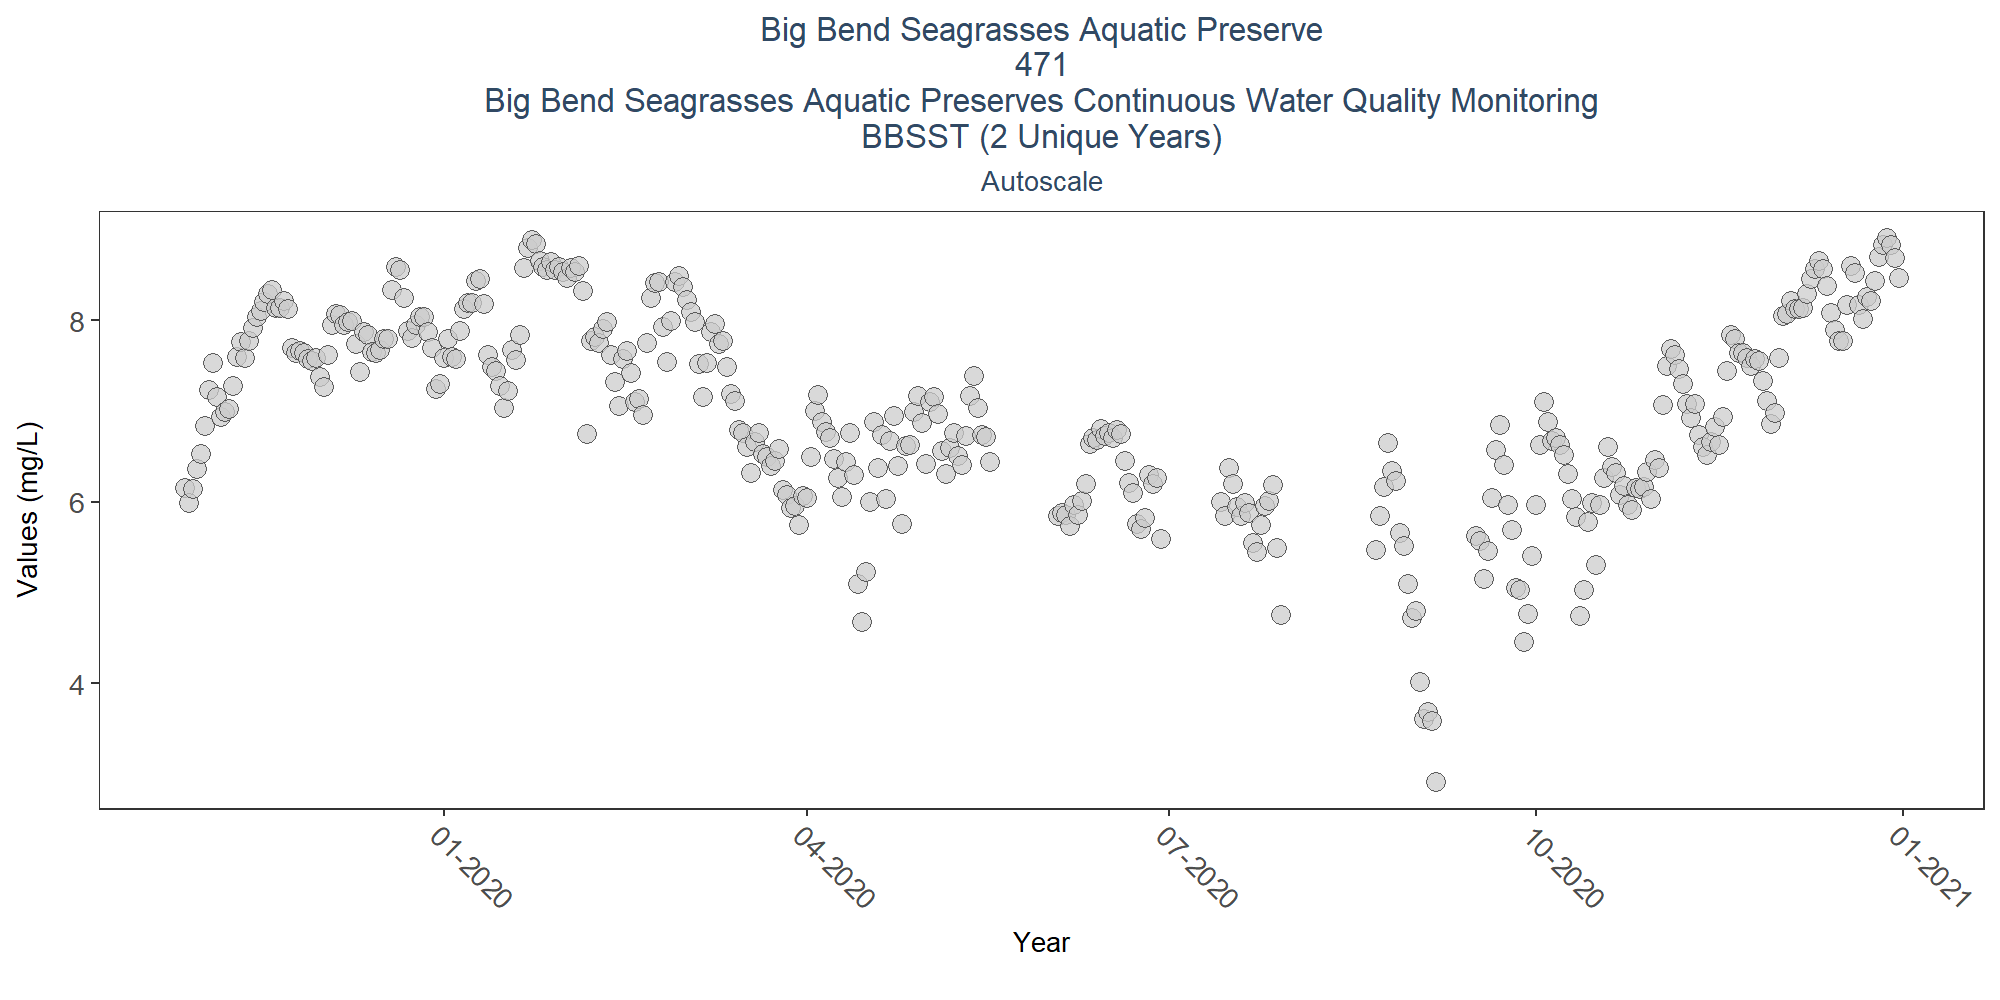 Big Bend Seagrasses Aquatic Preserve
471
Big Bend Seagrasses Aquatic Preserves Continuous Water Quality Monitoring
BBSST (2 Unique Years)
Autoscale
Values (mg/L)
8
6
4
01-2020
04-2020
07-2020
10-2020
01-2021
Year